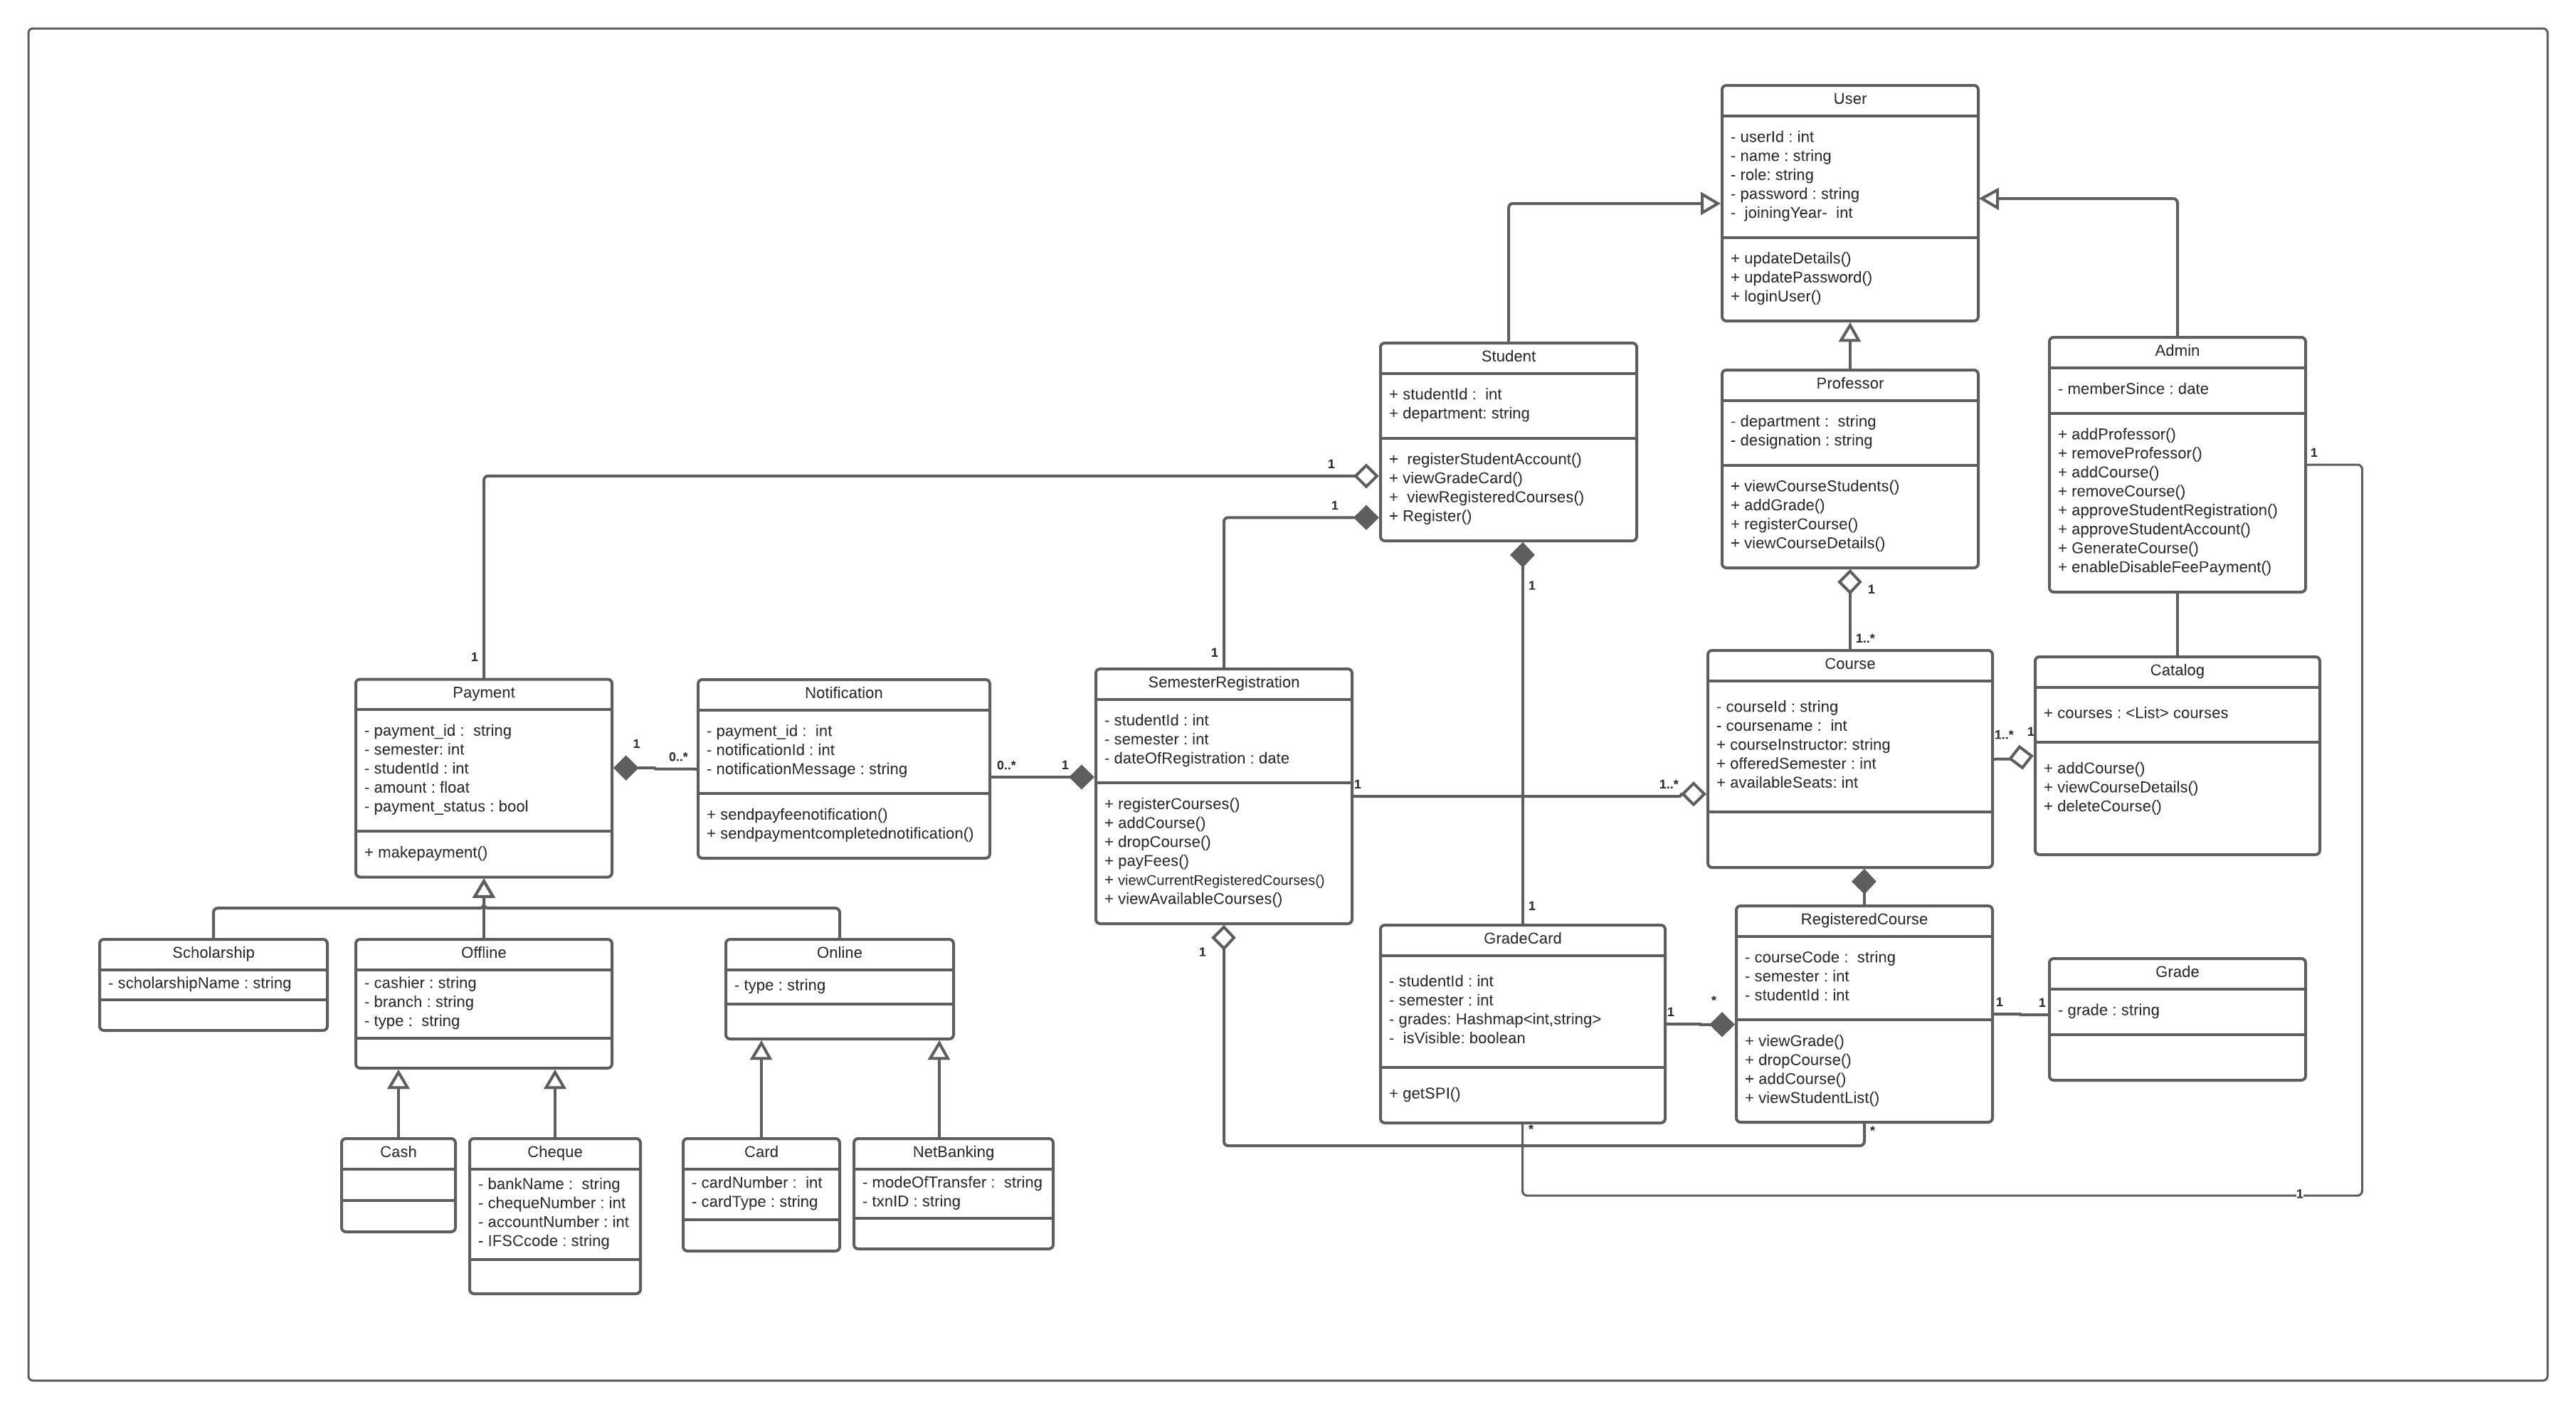 User
- userId : int
- name : string
- role: string
- password : string
-  joiningYear-  int
+ updateDetails()
+ updatePassword()
+ loginUser()
Student
+ studentId :  int
+ department: string
+  registerStudentAccount()
+ viewGradeCard()
+  viewRegisteredCourses()
+ Register()
Professor
- department :  string
- designation : string
+ viewCourseStudents()
+ addGrade()
+ registerCourse()
+ viewCourseDetails()
Admin
- memberSince : date
+ addProfessor()
+ removeProfessor()
+ addCourse()
+ removeCourse()
+ approveStudentRegistration()
+ approveStudentAccount()
+ GenerateCourse()
+ enableDisableFeePayment()
1
1
1
1
1
1..*
1
1
Payment
- payment_id :  string
- semester: int
- studentId : int
- amount : float
- payment_status : bool
+ makepayment()
1
0..*
Notification
- payment_id :  int
- notificationId : int
- notificationMessage : string
+ sendpayfeenotification()
+ sendpaymentcompletednotification()
0..*
1
SemesterRegistration
- studentId : int
- semester : int
- dateOfRegistration : date
+ registerCourses()
+ addCourse()
+ dropCourse()
+ payFees()
+ viewCurrentRegisteredCourses()
+ viewAvailableCourses()
1
1..*
Course
- courseId : string
- coursename :  int
+ courseInstructor: string
+ offeredSemester : int
+ availableSeats: int
1..*
1
Catalog
+ courses : <List> courses
+ addCourse()
+ viewCourseDetails()
+ deleteCourse()
Scholarship
- scholarshipName : string
Offline
- cashier : string
- branch : string
- type :  string
Online
- type : string
1
1
GradeCard
- studentId : int
- semester : int
- grades: Hashmap<int,string>
-  isVisible: boolean
+ getSPI()
1
*
RegisteredCourse
- courseCode :  string
- semester : int
- studentId : int
+ viewGrade()
+ dropCourse()
+ addCourse()
+ viewStudentList()
1
1
Grade
- grade : string
*
*
1
Cash
Cheque
- bankName :  string
- chequeNumber : int
- accountNumber : int
- IFSCcode : string
Card
- cardNumber :  int
- cardType : string
NetBanking
- modeOfTransfer :  string
- txnID : string